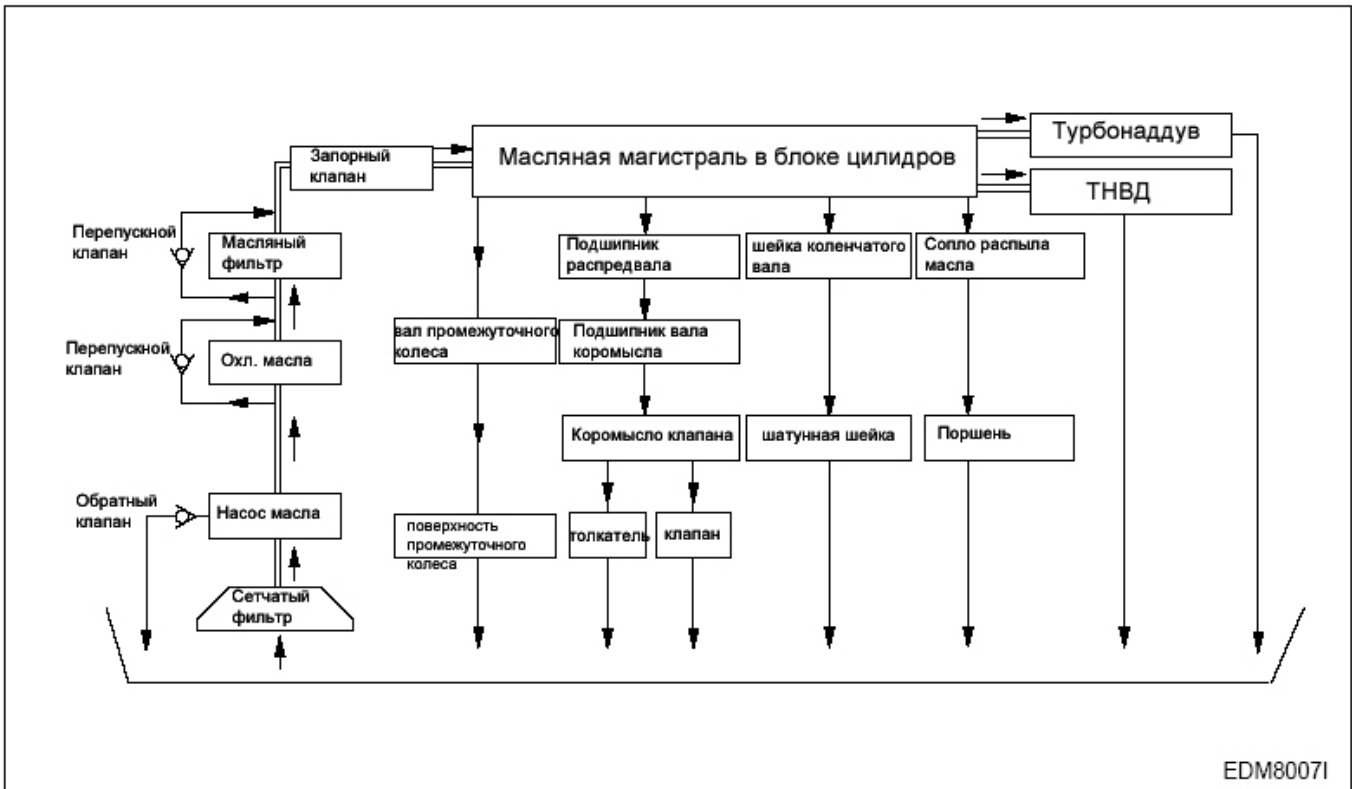 Турбонаддув
Запорный
клапан
Масляная магистраль в блоке цилидров
ТНВД
Перепускной
клапан
Масляный
фильтр
Подшипник
распредвала
шейка коленчатого
вала
Сопло распыла
масла
Перепускной
клапан
Охл. масла
вал промежуточного
колеса
Подшипник вала
коромысла
Коромысло клапана
шатунная шейка
Поршень
Обратный
клапан
Насос масла
поверхность
промежуточного
колеса
толкатель
клапан
Сетчатый
фильтр
EDM8007I